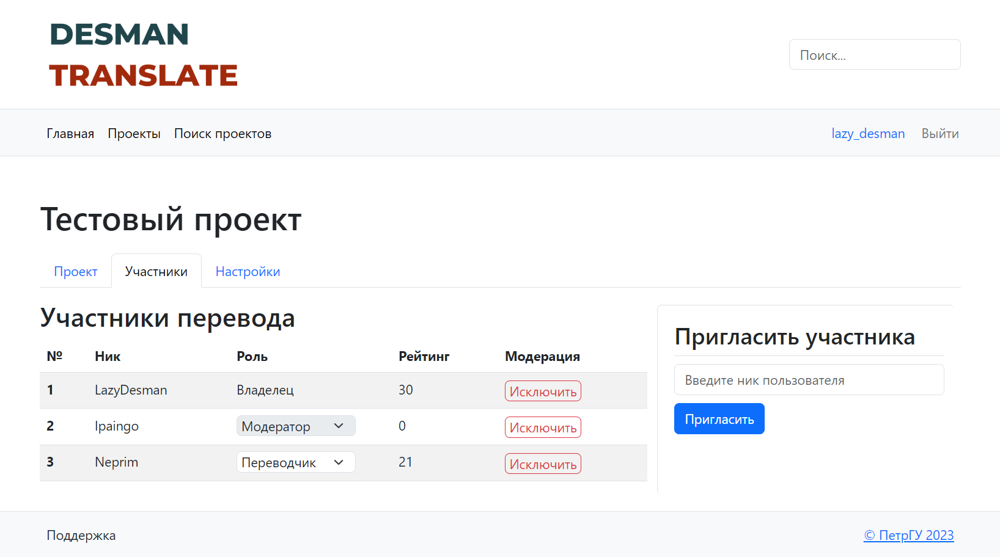 DESMAN
TRANSLATE
Поиск...
Главная Проекты Поиск проектов lazy_desman Выйти
Тестовый проект
Проект Участники Настройки
Участники перевода
№ Ник Роль Рейтинг Модерация
1 LazyDesman Владелец 30 Исключить
2 Ipaingo Модератор 0 Исключить
3 Neprim Переводчик 21 Исключить
Пригласить участника
Введите ник пользователя
Пригласить
Поддержка © ПетрГУ 2023